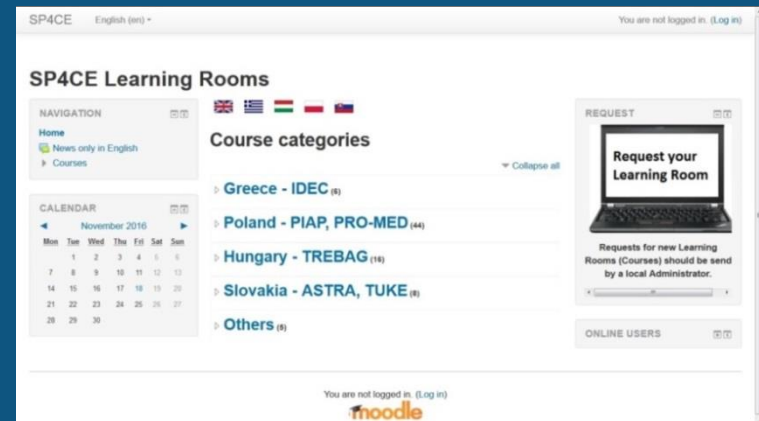 SP4CE English (en)
You are not logged in. (Log in)
SP4CE Learning Rooms
NAVIGATION
Home
News only in English
Courses
CALENDAR
November 2016
Mon Tue Wed Thu Fri Sat Sun
1 2 3 4 5 6
7 8 9 10 11 12 13
14 15 16 17 18 19 20
21 22 23 24 25 26 27
28 29 30
Course categories
Collapse all
Greece - IDEC
Poland - PIAP, PRO-MED (44)
Hungary - TREBAG (16)
Slovakia - ASTRA, TUKE
Others
REQUEST
Request your
Learning Room
Requests for new Learning
Rooms (Courses) should be send
by a local Administrator.
ONLINE USERS
You are not logged in. (Log in)
moodle